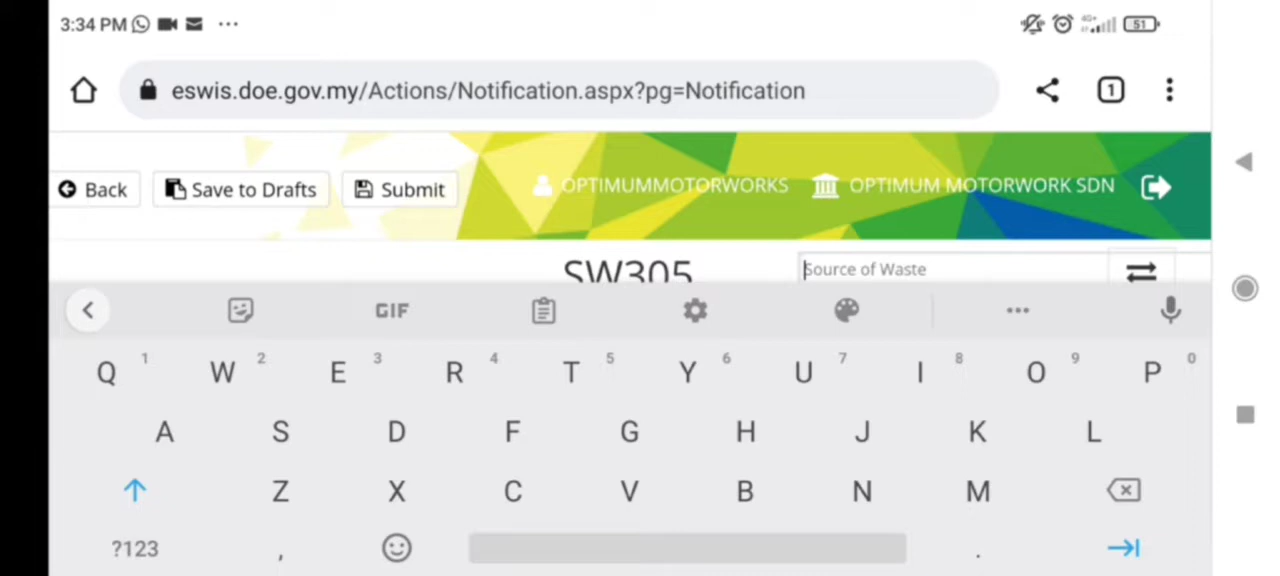 3:34 PM 4G+ 51
eswis.doe.gov.my/Actions/Notification.aspx?pg=Notification 1
Back Save to Drafts Submit OPTIMUMMOTORWORKS OPTIMUM MOTORWORK SDN
SW305 Source of Waste
GIF
Q 1 W 2 E 3 R 4 T 5 Y 6 U 7 I 8 O 9 P 0
A S D F G H J K L
Z X C V B N M
?123 , .